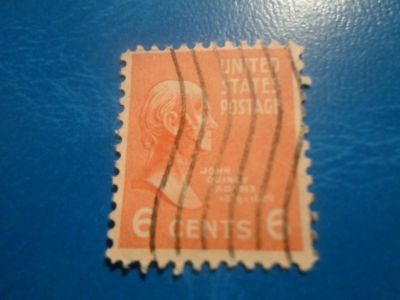 UNITED
STATES
POSTAGE
JOHN
QUINCY
ADAMS
6 CENTS 6